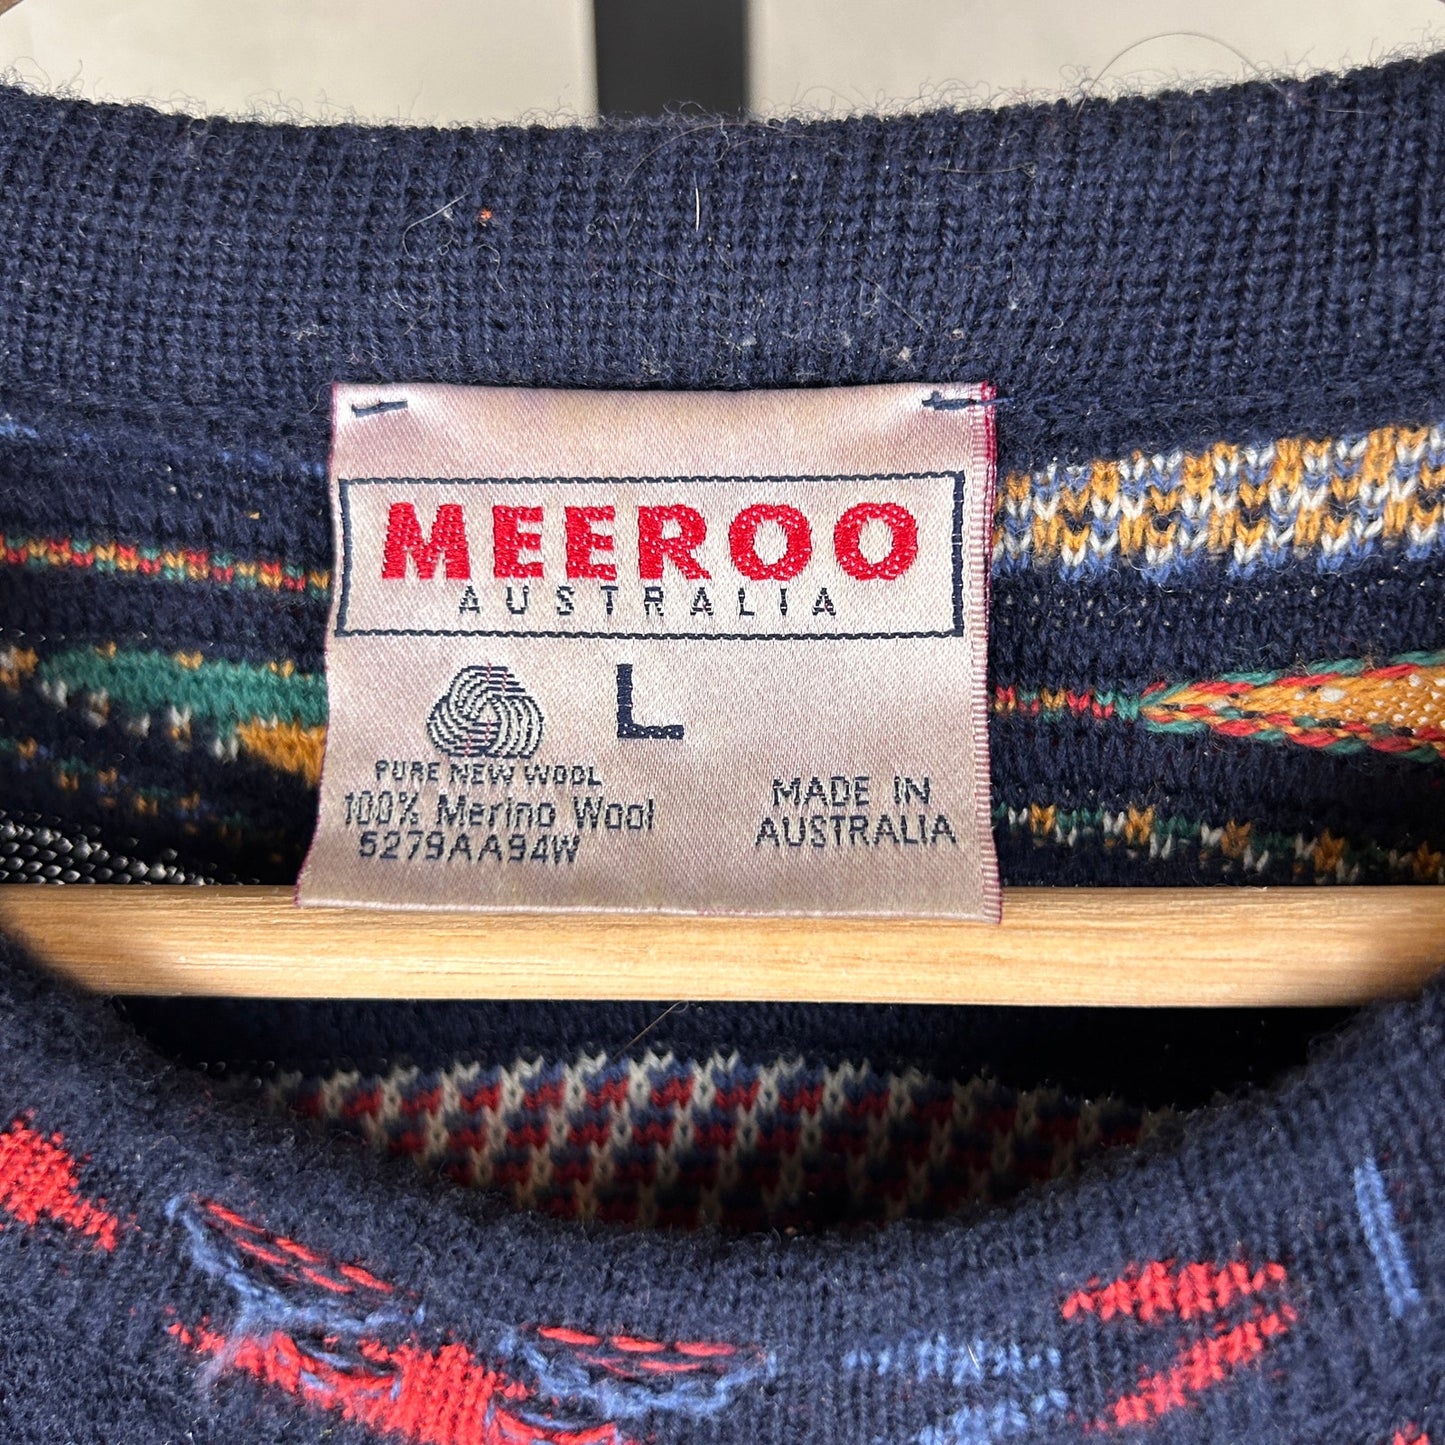 MEEROO
AUSTRALIA
L
PURE NEW WOOL
100% Merino Wool
5279AA94W
MADE IN
AUSTRALIA